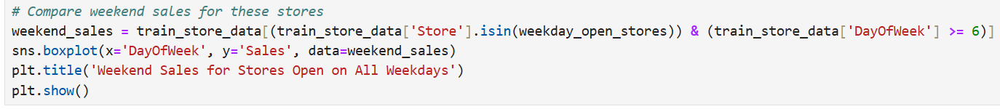 # Compare weekend sales for these stores
weekend_sales = train_store_data[(train_store_data['Store'].isin(weekday_open_stores)) & (train_store_data['DayOfWeek'] >= 6)]
sns.boxplot(x='DayOfWeek', y='Sales', data=weekend_sales)
plt.title('Weekend Sales for Stores Open on All Weekdays')
plt.show()